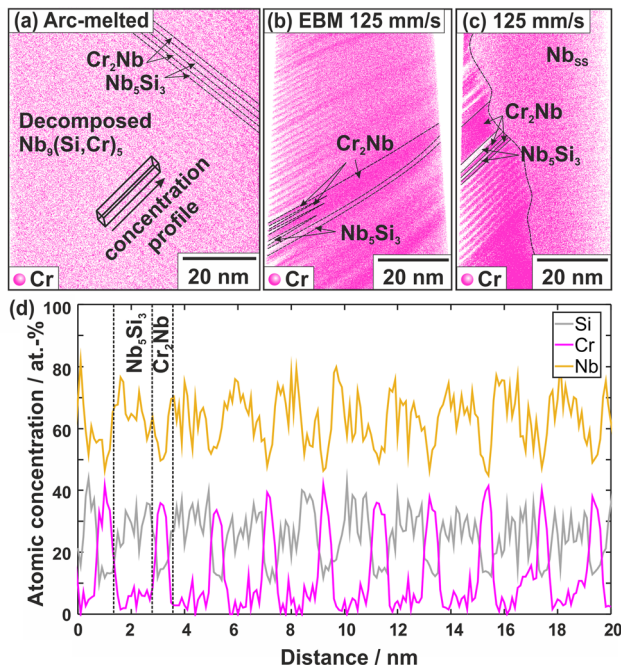 (a) Arc-melted
Cr₂Nb
Nb₅Si₃
Decomposed
Nb₉(Si,Cr)₅
concentration
profile
Cr
20 nm
(b) EBM 125 mm/s
Cr₂Nb
Nb₅Si₃
Cr
20 nm
(c) 125 mm/s
Nbss
Cr₂Nb
Nb₅Si₃
Cr
20 nm
(d)
100
80
60
40
20
0
Atomic concentration / at.-%
Nb₅Si₃
Cr₂Nb
Si
Cr
Nb
0 2 4 6 8 10 12 14 16 18 20
Distance / nm